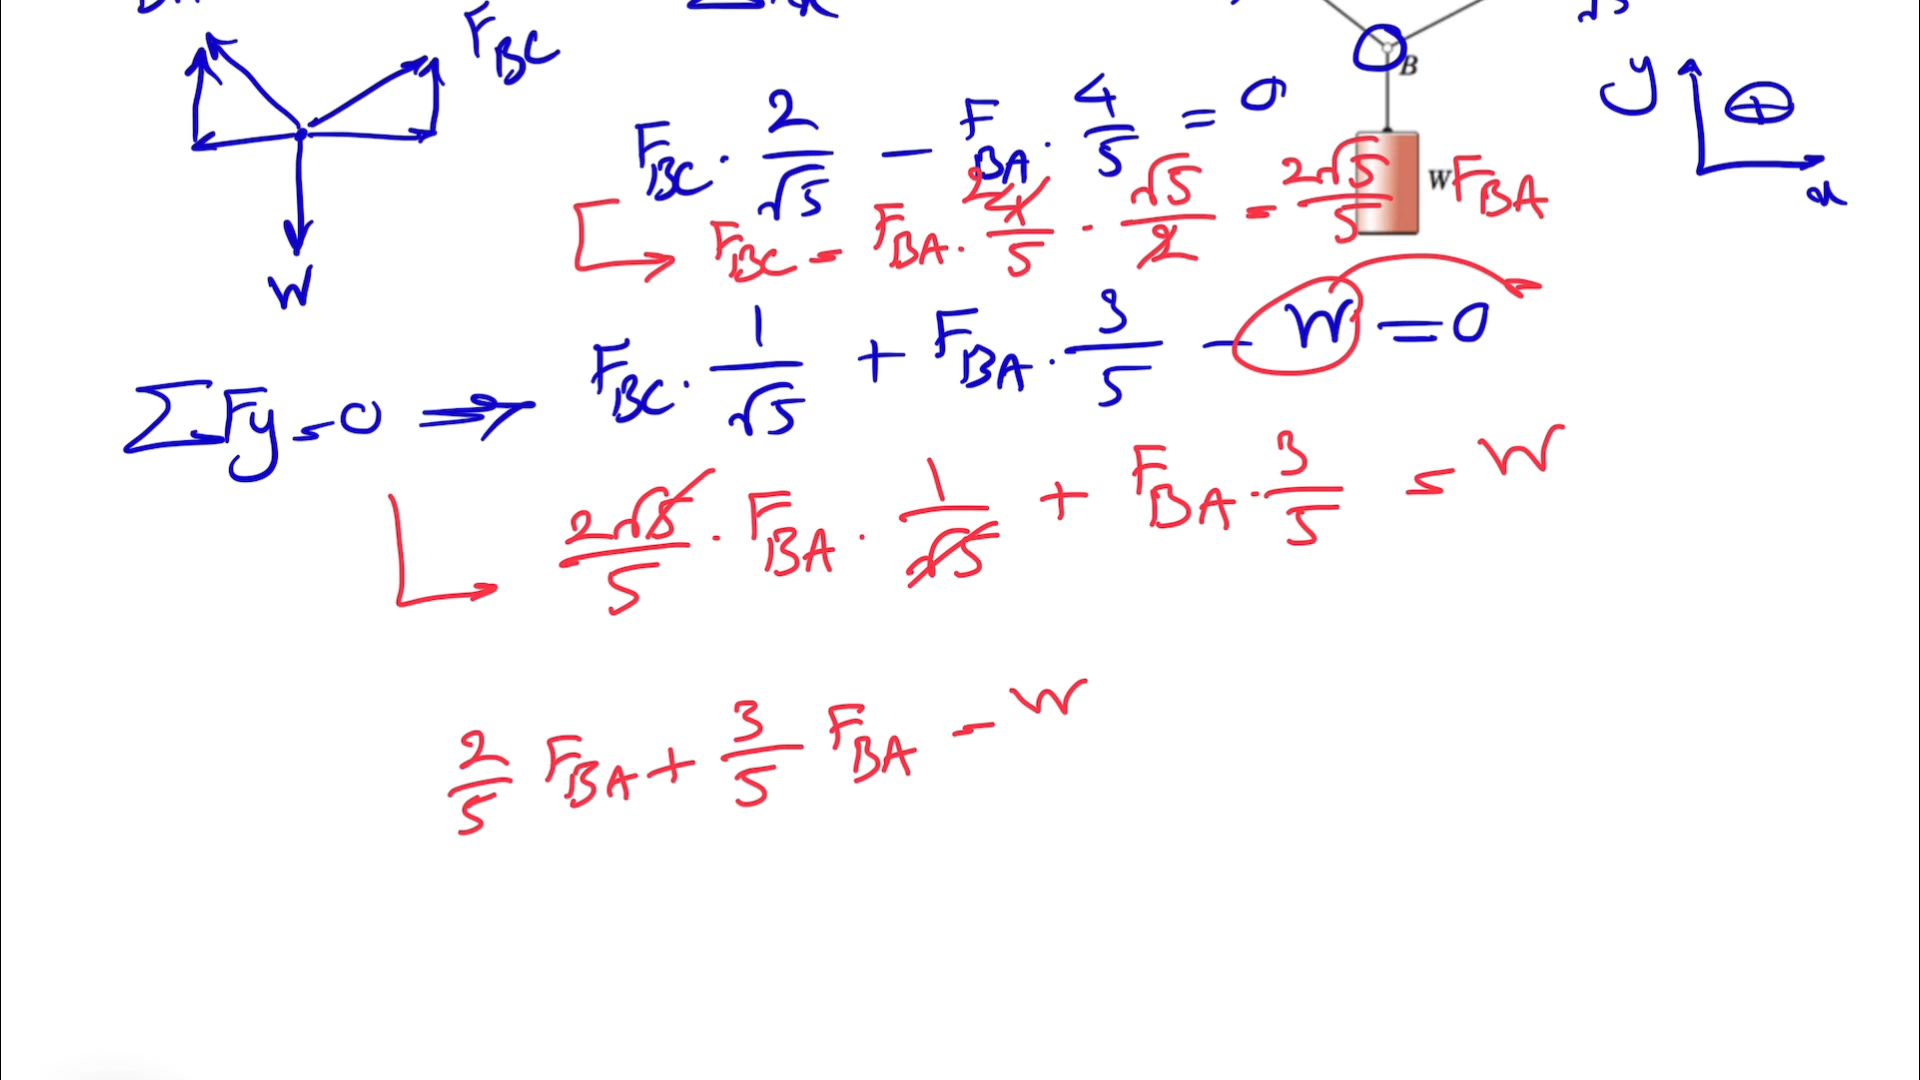 F_BC
B
y
x
W
F_BC · 2/√5 − F_BA · 4/5 = 0
F_BC = F_BA · 4/5 · √5/2 = 2√5/5 F_BA
2
W
ΣFy = 0 ⇒ F_BC · 1/√5 + F_BA · 3/5 − W = 0
2√5/5 · F_BA · 1/√5 + F_BA · 3/5 = W
2/5 F_BA + 3/5 F_BA = W